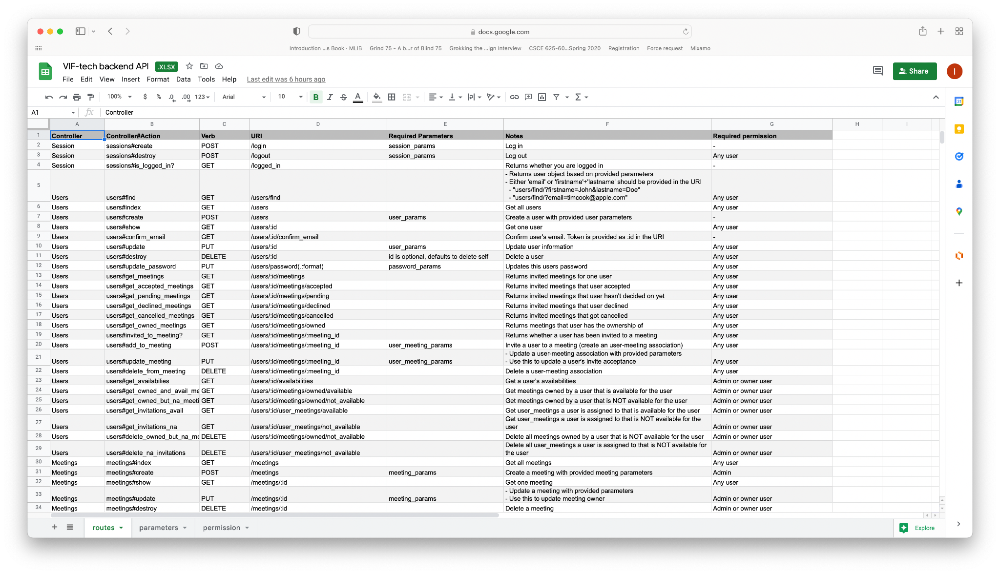 docs.google.com
Introduction ...s Book - MLIB Grind 75 - A b...r of Blind 75 Grokking the ...ign Interview CSCE 625-60...Spring 2020 Registration Force request Mixamo
VIF-tech backend API .XLSX
Share
I
File Edit View Insert Format Data Tools Help Last edit was 6 hours ago
100% $ % .0 .00 123 Arial 10 B I S A Σ
31
A1 fx Controller
A B C D E F G H I
1 Controller Controller#Action Verb URI Required Parameters Notes Required permission
2 Session sessions#create POST /login session_params Log in -
3 Session sessions#destroy POST /logout session_params Log out Any user
4 Session sessions#is_logged_in? GET /logged_in Returns whether you are logged in -
- Returns user object based on provided parameters
- Either 'email' or 'firstname'+'lastname' should be provided in the URI
- "users/find/?firstname=John&lastname=Doe"
5 Users users#find GET /users/find - "users/find/?email=timcook@apple.com" Any user
6 Users users#index GET /users Get all users Any user
7 Users users#create POST /users user_params Create a user with provided user parameters -
8 Users users#show GET /users/:id Get one user Any user
9 Users users#confirm_email GET /users/:id/confirm_email Confirm user's email. Token is provided as :id in the URI -
10 Users users#update PUT /users/:id user_params Update user information Any user
11 Users users#destroy DELETE /users/:id id is optional, defaults to delete self Delete a user Any user
12 Users users#update_password PUT /users/password(.:format) password_params Updates this users password Any user
13 Users users#get_meetings GET /users/:id/meetings Returns invited meetings for one user Any user
14 Users users#get_accepted_meetings GET /users/:id/meetings/accepted Returns invited meetings that user accepted Any user
15 Users users#get_pending_meetings GET /users/:id/meetings/pending Returns invited meetings that user hasn't decided on yet Any user
16 Users users#get_declined_meetings GET /users/:id/meetings/declined Returns invited meetings that user declined Any user
17 Users users#get_cancelled_meetings GET /users/:id/meetings/cancelled Returns invited meetings that got cancelled Any user
18 Users users#get_owned_meetings GET /users/:id/meetings/owned Returns meetings that user has the ownership of Any user
19 Users users#invited_to_meeting? GET /users/:id/meetings/:meeting_id Returns whether a user has been invited to a meeting Any user
20 Users users#add_to_meeting POST /users/:id/meetings/:meeting_id user_meeting_params Invite a user to a meeting (create an user-meeting association) Any user
- Update a user-meeting association with provided parameters
21 Users users#update_meeting PUT /users/:id/meetings/:meeting_id user_meeting_params - Use this to update a user's invite acceptance Any user
22 Users users#delete_from_meeting DELETE /users/:id/meetings/:meeting_id Delete a user-meeting association Any user
23 Users users#get_availabilies GET /users/:id/availabilities Get a user's availabilities Admin or owner user
24 Users users#get_owned_and_avail_me GET /users/:id/meetings/owned/available Get meetings owned by a user that is available for the user Admin or owner user
25 Users users#get_owned_but_na_meeti GET /users/:id/meetings/owned/not_available Get meetings owned by a user that is NOT available for the user Admin or owner user
26 Users users#get_invitations_avail GET /users/:id/user_meetings/available Get user_meetings a user is assigned to that is available for the user Admin or owner user
Get user_meetings a user is assigned to that is NOT available for the
27 Users users#get_invitations_na GET /users/:id/user_meetings/not_available user Admin or owner user
28 Users users#delete_owned_but_na_me DELETE /users/:id/meetings/owned/not_available Delete all meetings owned by a user that is NOT available for the user Admin or owner user
Delete all user_meetings a user is assigned to that is NOT available for
29 Users users#delete_na_invitations DELETE /users/:id/user_meetings/not_available the user Admin or owner user
30 Meetings meetings#index GET /meetings Get all meetings Any user
31 Meetings meetings#create POST /meetings meeting_params Create a meeting with provided meeting parameters Admin
32 Meetings meetings#show GET /meetings/:id Get one meeting Any user
- Update a meeting with provided parameters
33 Meetings meetings#update PUT /meetings/:id meeting_params - Use this to update meeting owner Admin or owner user
34 Meetings meetings#destroy DELETE /meetings/:id Delete a meeting Admin or owner user
routes parameters permission Explore